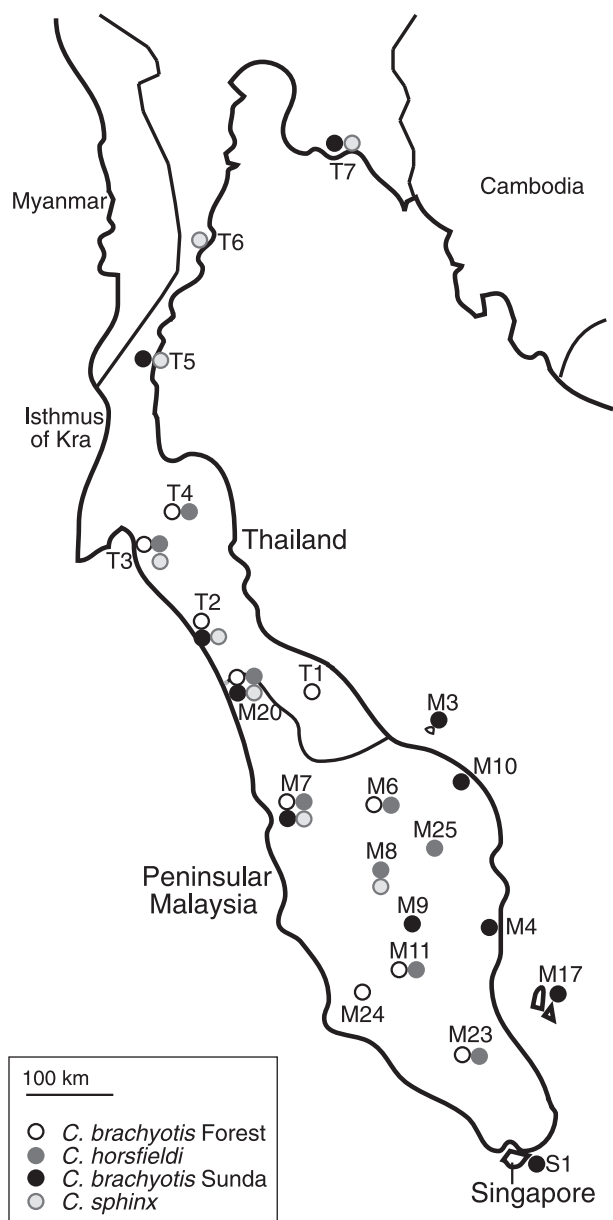 T7
Cambodia
Myanmar
T6
T5
Isthmus
of Kra
T4
T3
Thailand
T2
T1
M20
M3
M10
M7
M6
M25
M8
Peninsular
Malaysia
M9
M4
M11
M24
M17
M23
S1
Singapore
100 km
C. brachyotis Forest
C. horsfieldi
C. brachyotis Sunda
C. sphinx